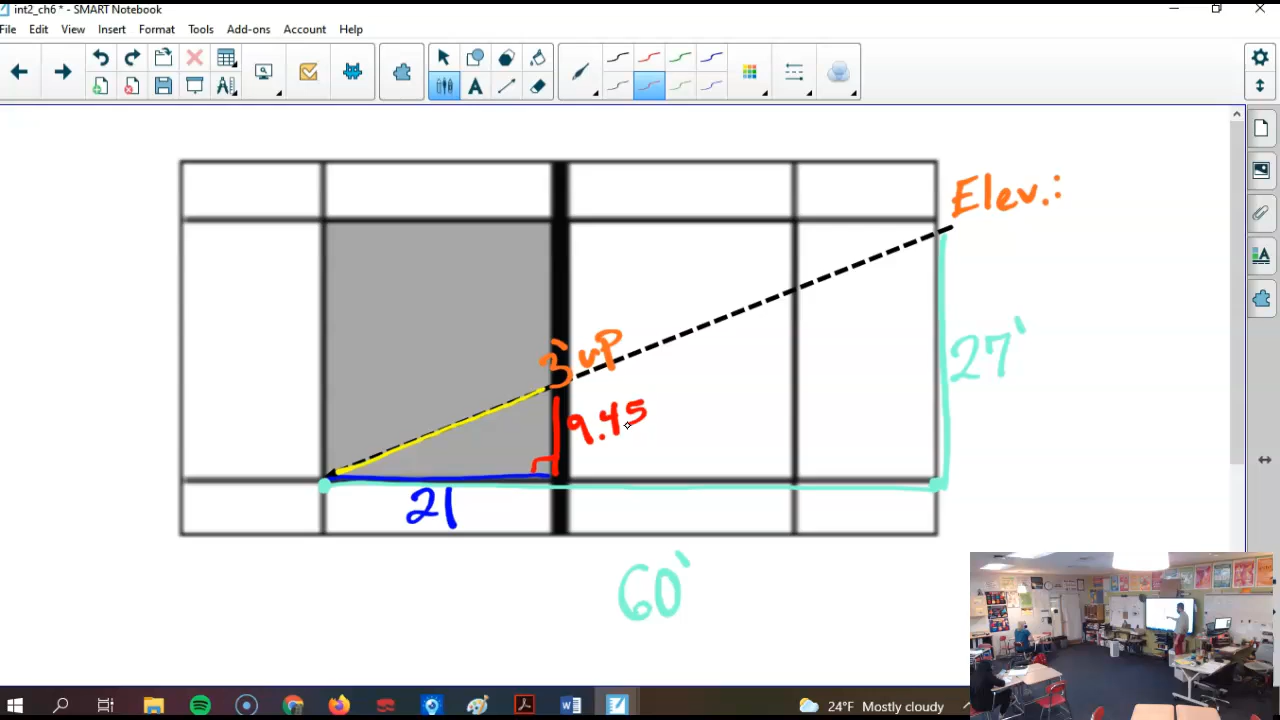 int2_ch6 * - SMART Notebook
File Edit View Insert Format Tools Add-ons Account Help
Elev.:
3' up
27'
9.45
21
60'
24°F Mostly cloudy